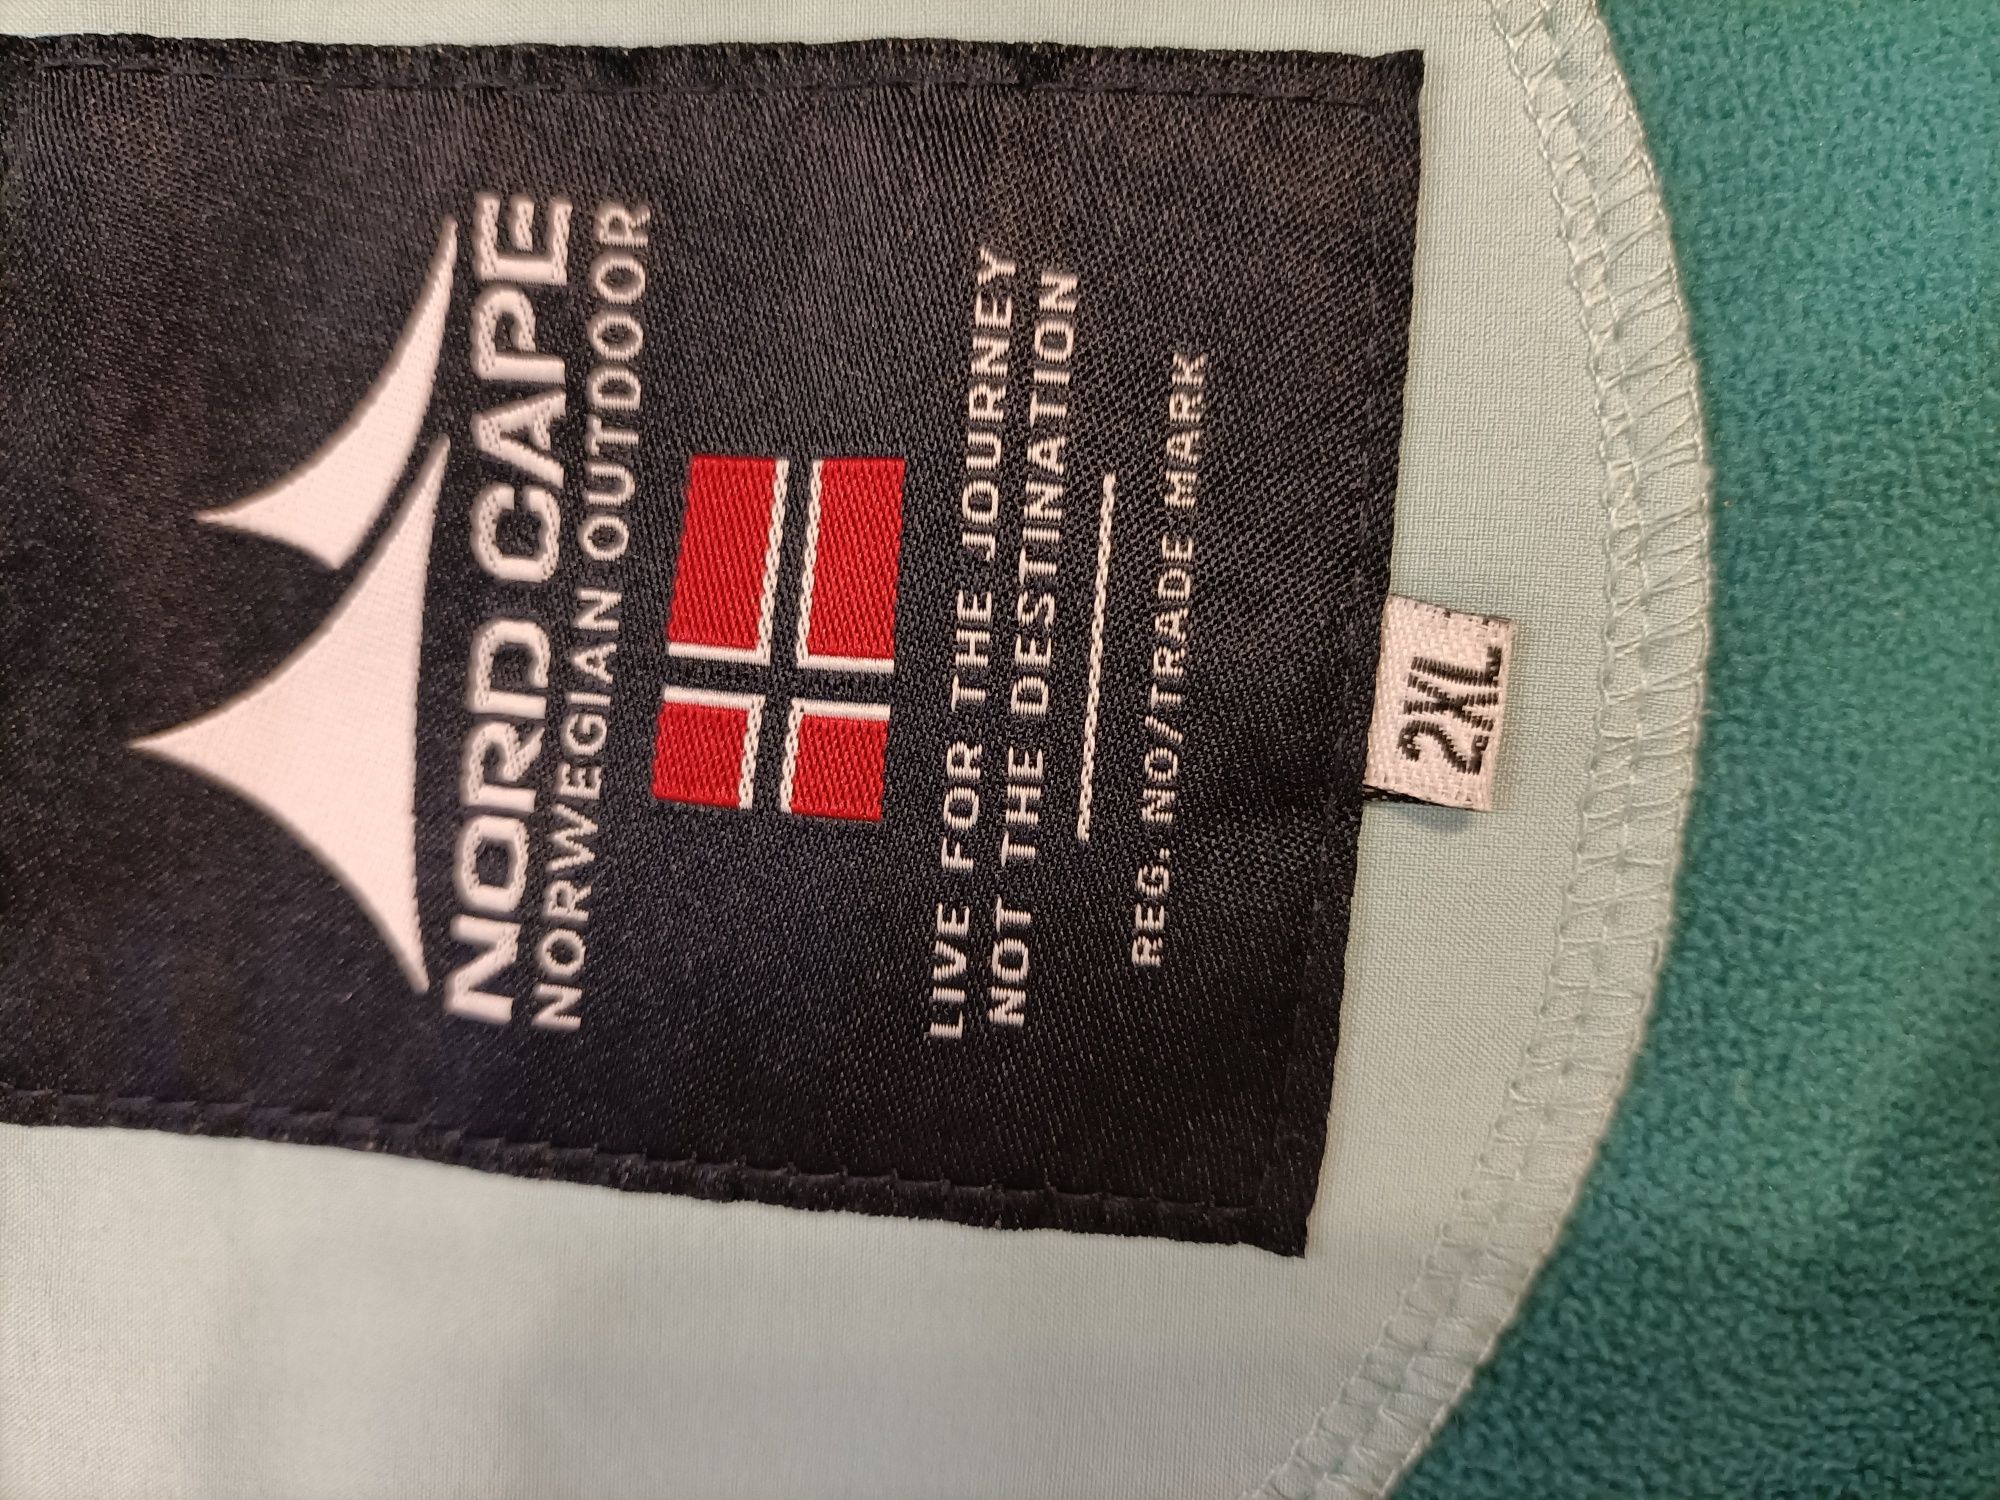 NORD CAPE
NORWEGIAN OUTDOOR
LIVE FOR THE JOURNEY
NOT THE DESTINATION
REG. NO/TRADE MARK
2XL